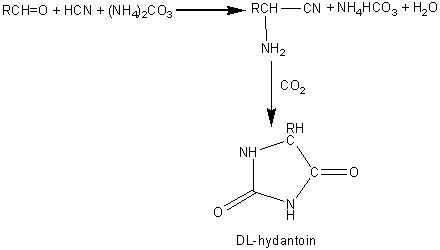 RCH=O + HCN + (NH4)2CO3 RCH—CN + NH4HCO3 + H2O
NH2
CO2
RH
NH C
C=O
O NH
DL-hydantoin